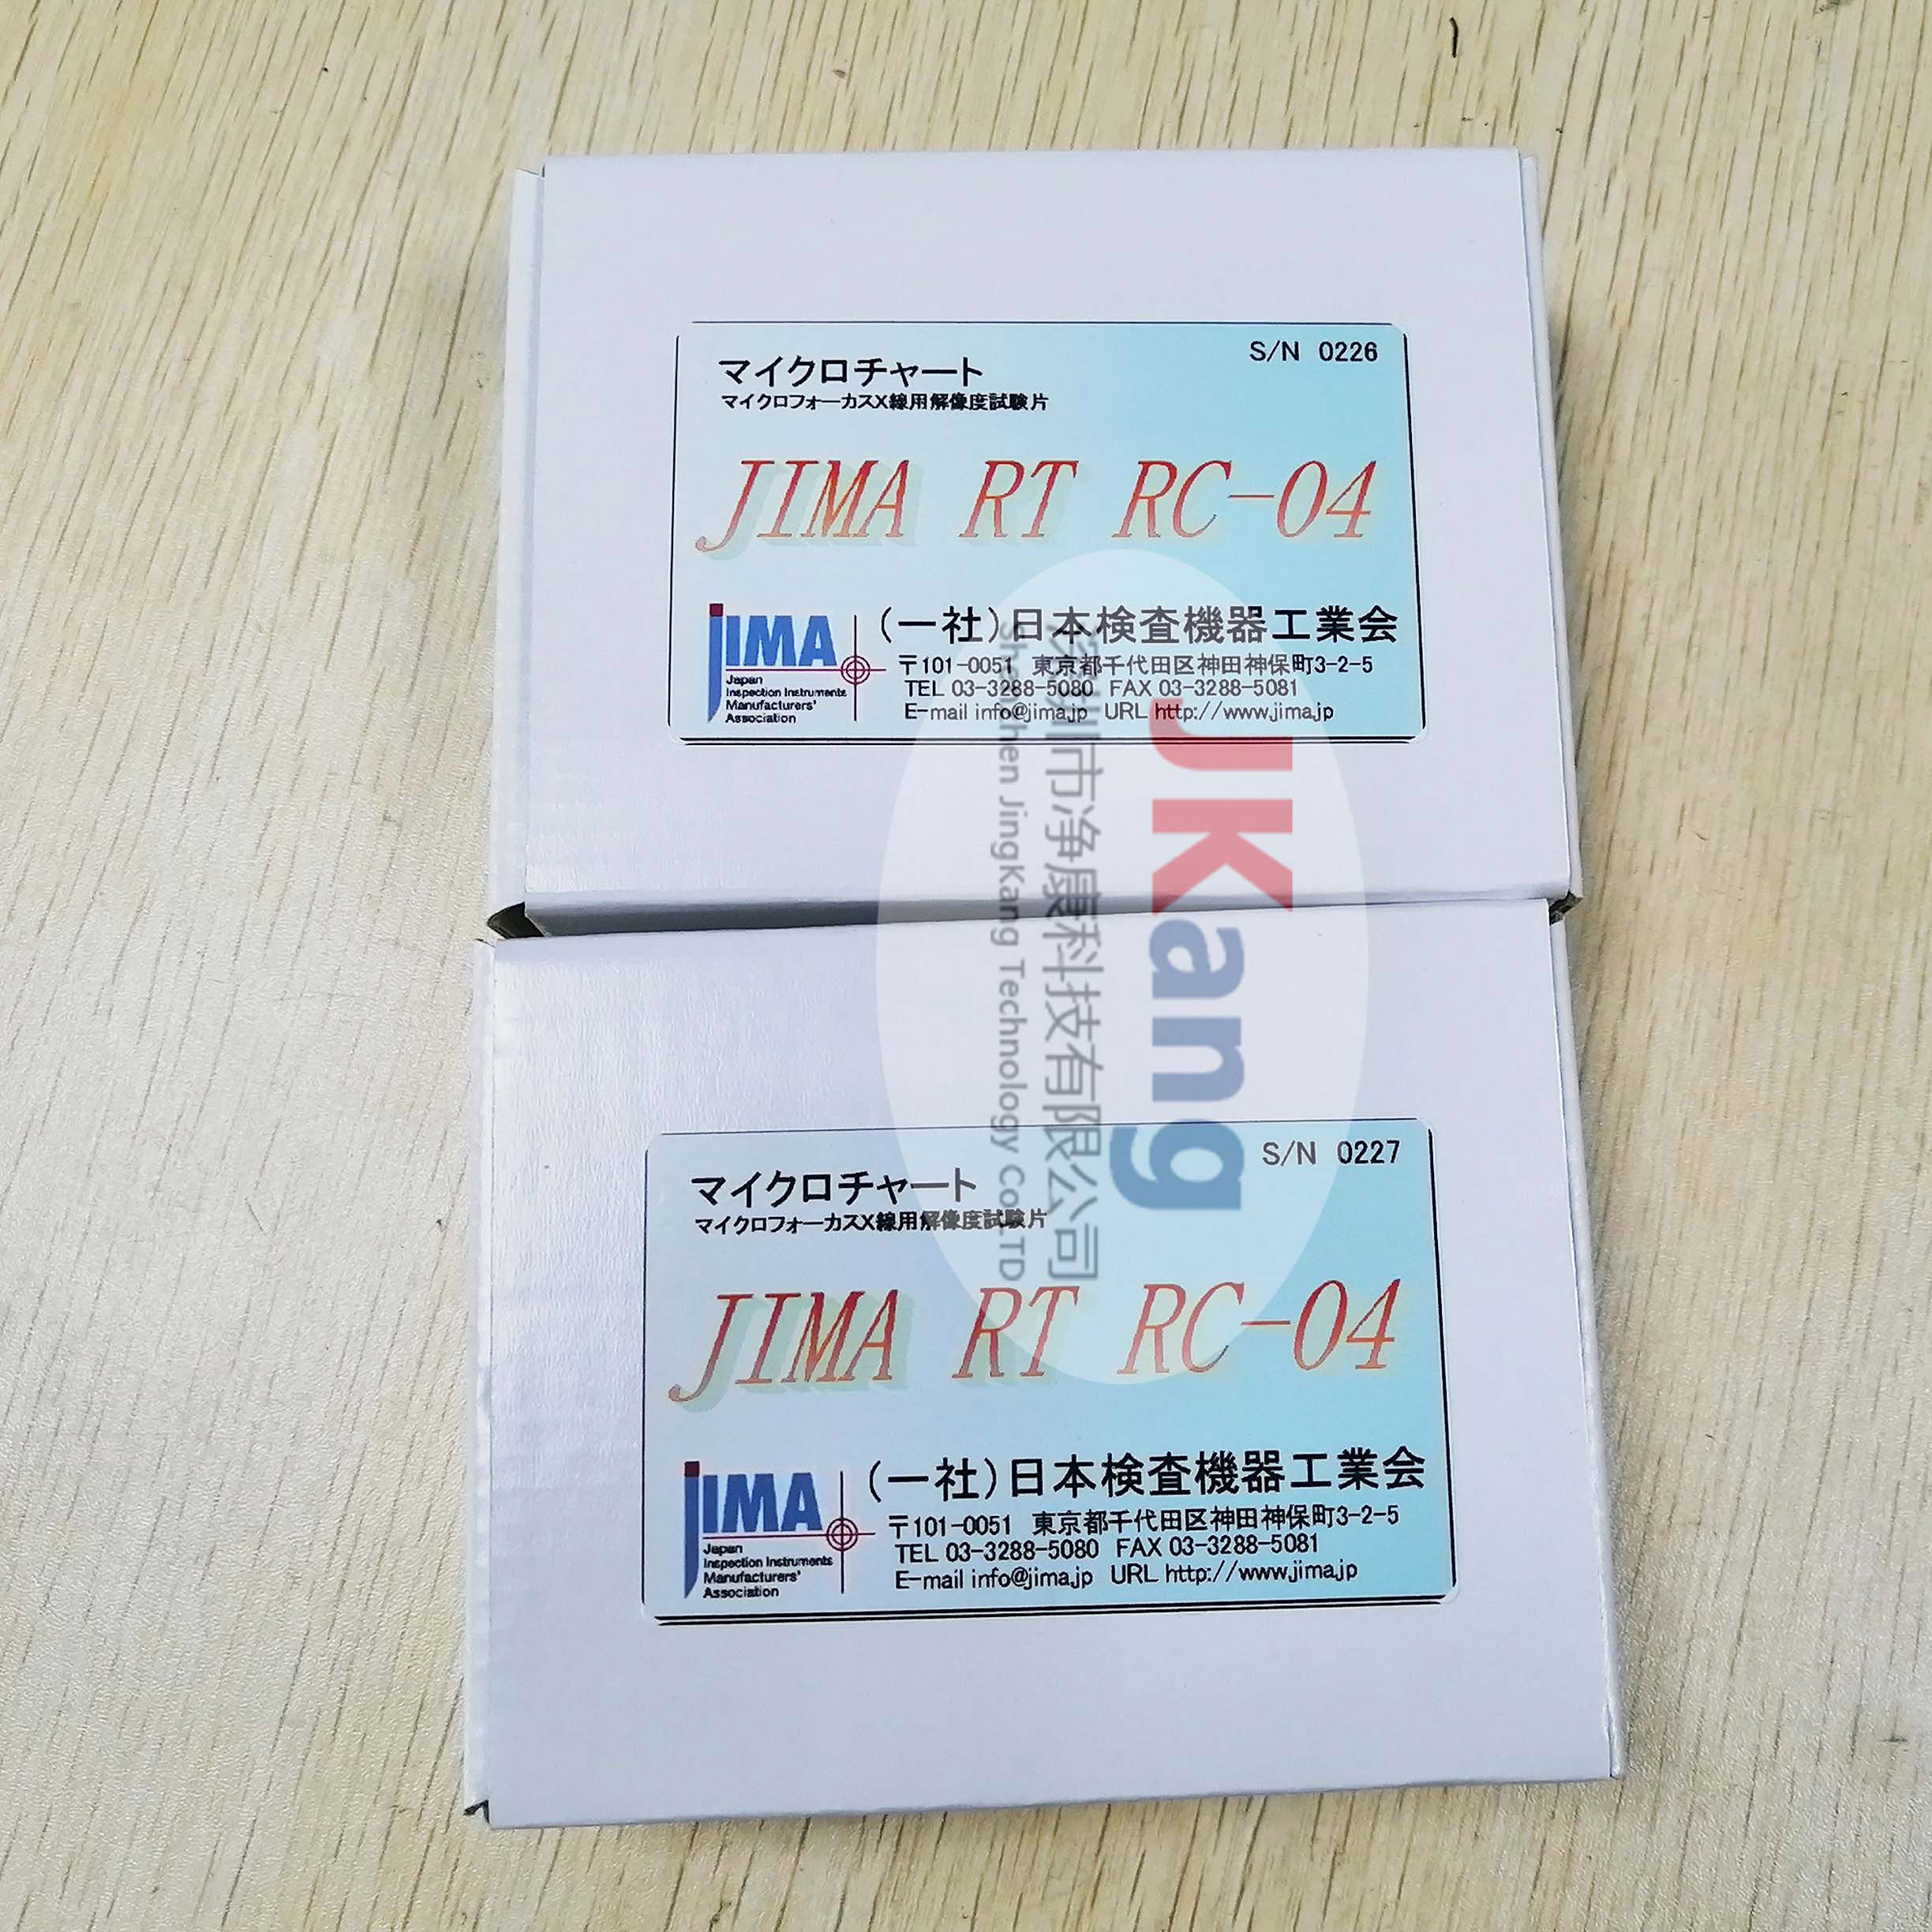 S/N 0226
マイクロチャート
マイクロフォーカスX線用解像度試験片
JIMA RT RC-04
JIMA
Japan
Inspection Instruments
Manufacturers'
Association
(一社)日本検査機器工業会
〒101-0051 東京都千代田区神田神保町3-2-5
TEL 03-3288-5080 FAX 03-3288-5081
E-mail info@jima.jp URL http://www.jima.jp
JKang
深圳市净康科技有限公司
ShenZhen JingKang Technology Co.LTD
S/N 0227
マイクロチャート
マイクロフォーカスX線用解像度試験片
JIMA RT RC-04
JIMA
Japan
Inspection Instruments
Manufacturers'
Association
(一社)日本検査機器工業会
〒101-0051 東京都千代田区神田神保町3-2-5
TEL 03-3288-5080 FAX 03-3288-5081
E-mail info@jima.jp URL http://www.jima.jp